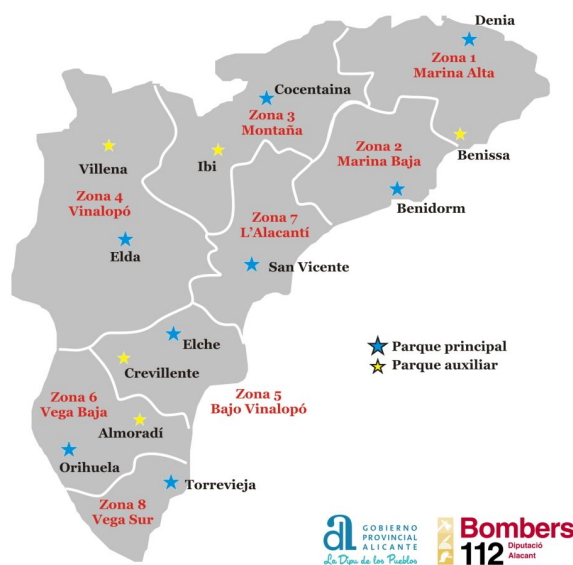 Denia
Zona 1
Marina Alta
Cocentaina
Zona 3
Montaña
Zona 2
Marina Baja
Benissa
Villena
Ibi
Zona 4
Vinalopó
Benidorm
Zona 7
L'Alacantí
Elda
San Vicente
Elche
Parque principal
Crevillente
Parque auxiliar
Zona 5
Bajo Vinalopó
Zona 6
Vega Baja
Almoradí
Orihuela
Torrevieja
Zona 8
Vega Sur
GOBIERNO
PROVINCIAL
ALICANTE
La Dipu de los Pueblos
Bombers
112 Diputació
Alacant